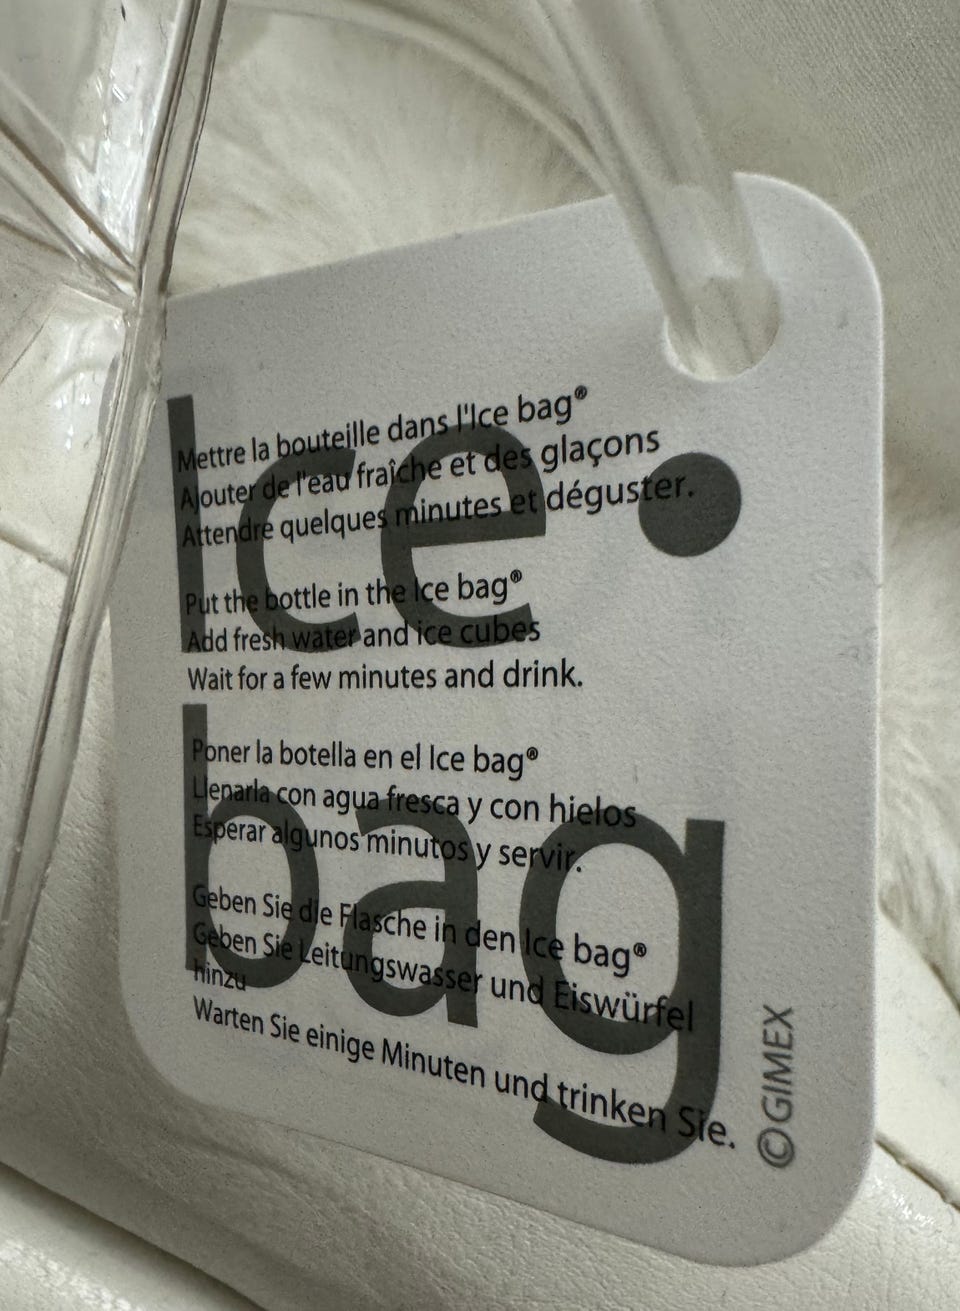 Ice.
bag
Mettre la bouteille dans l'Ice bag®
Ajouter de l'eau fraîche et des glaçons
Attendre quelques minutes et déguster.
Put the bottle in the Ice bag®
Add fresh water and ice cubes
Wait for a few minutes and drink.
Poner la botella en el Ice bag®
Llenarla con agua fresca y con hielos
Esperar algunos minutos y servir.
Geben Sie die Flasche in den Ice bag®
Geben Sie Leitungswasser und Eiswürfel
hinzu
Warten Sie einige Minuten und trinken Sie.
©GIMEX